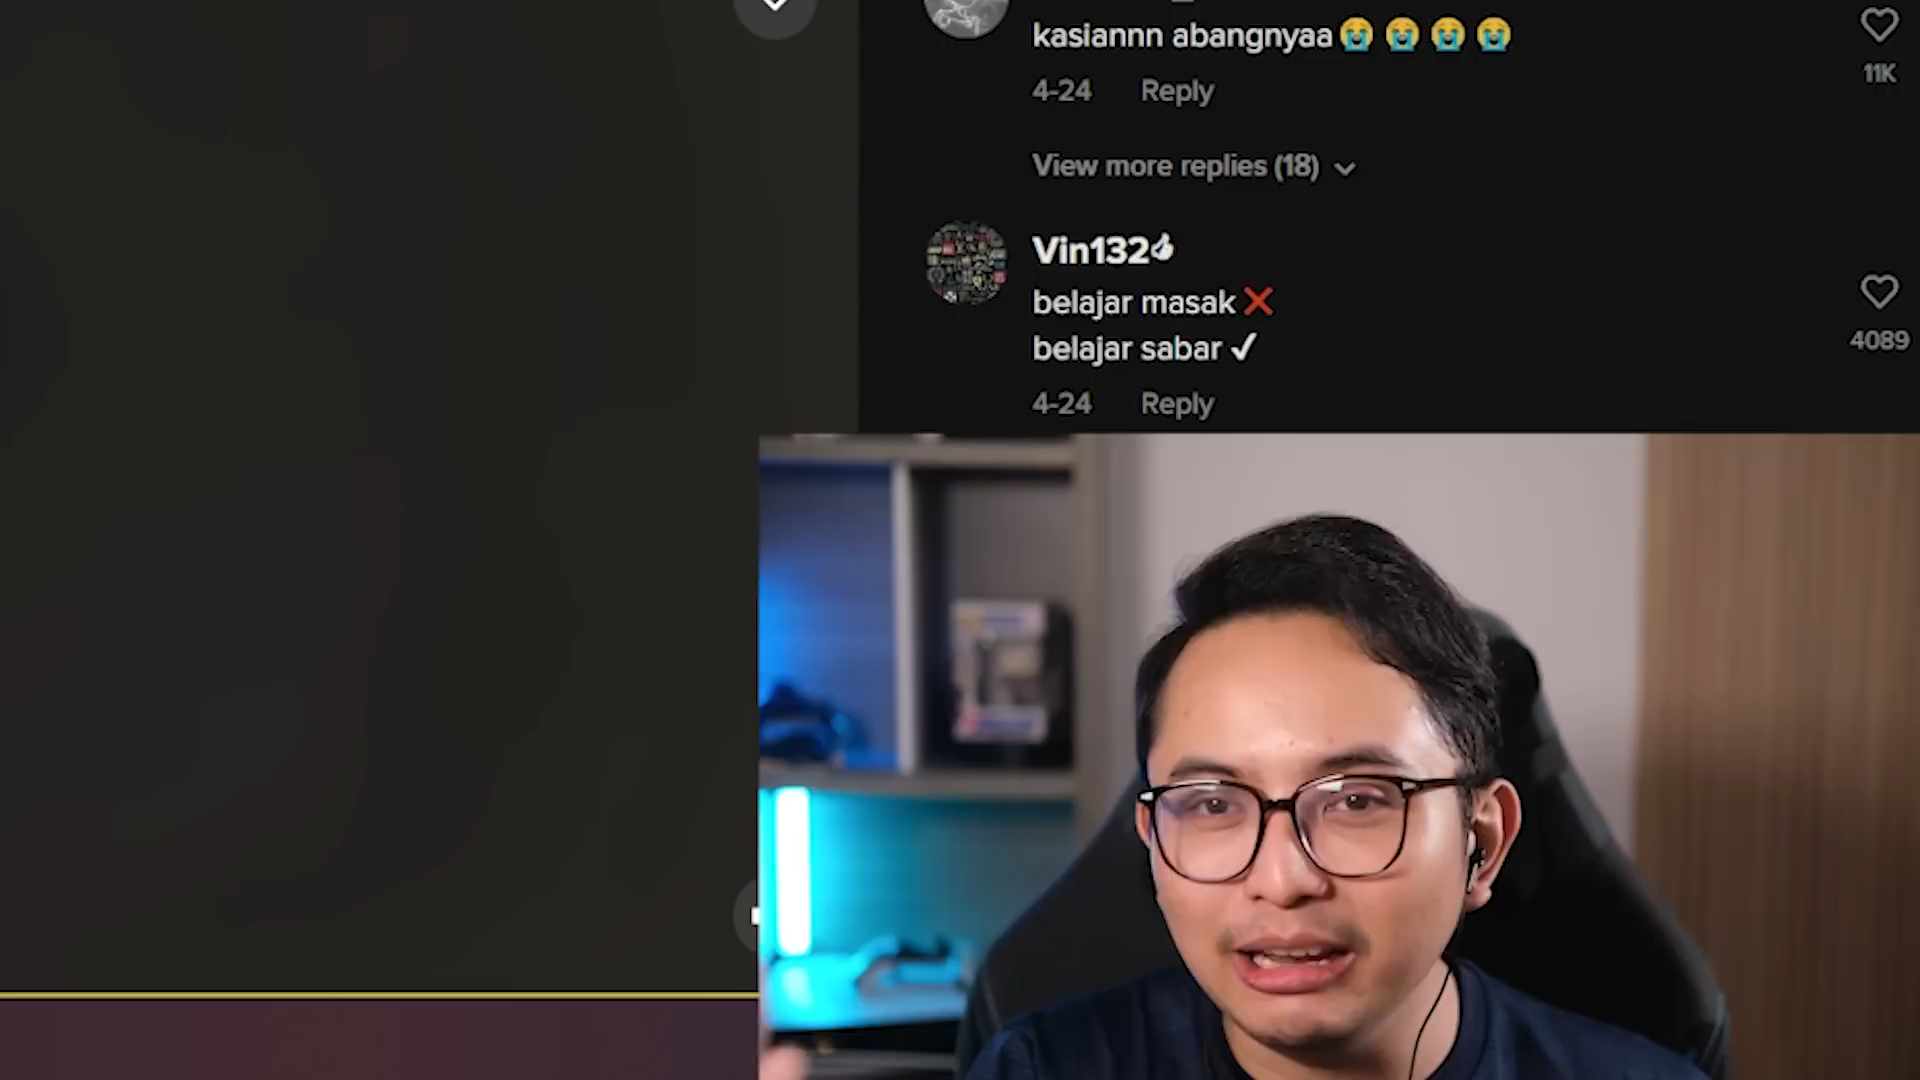 kasiannn abangnyaa😭😭😭😭
11K
4-24 Reply
View more replies (18)
Vin132
belajar masak❌
belajar sabar✓
4089
4-24 Reply